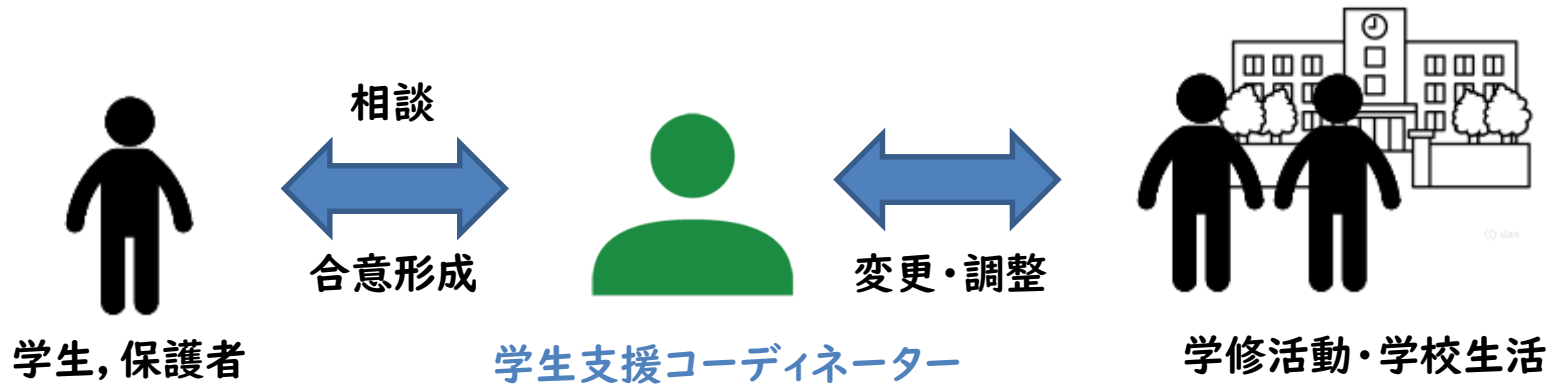 相談
合意形成
変更・調整
学生，保護者
学生支援コーディネーター
学修活動・学校生活